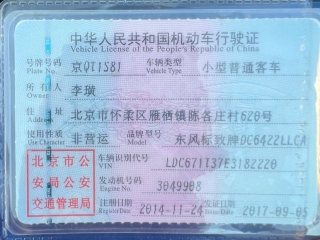 中华人民共和国机动车行驶证
Vehicle License of the People's Republic of China
号牌号码 京QT1S81 车辆类型 小型普通客车
Plate No. Vehicle Type
所有人 李璝
Owner
住址 北京市怀柔区雁栖镇陈各庄村620号
Address
使用性质 非营运 品牌型号 东风标致牌DC6422LLCA
Use Character Model
北京市公
安局公安
交通管理局
车辆识别代号 LDC671T37E3182220
VIN
发动机号码 3049908
Engine No.
注册日期 2014-11-24 发证日期 2017-09-05
Register Date Issue Date